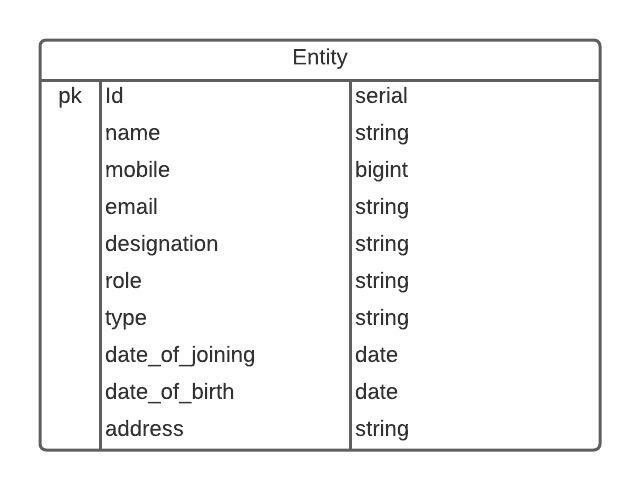 Entity
pk Id serial
name string
mobile bigint
email string
designation string
role string
type string
date_of_joining date
date_of_birth date
address string